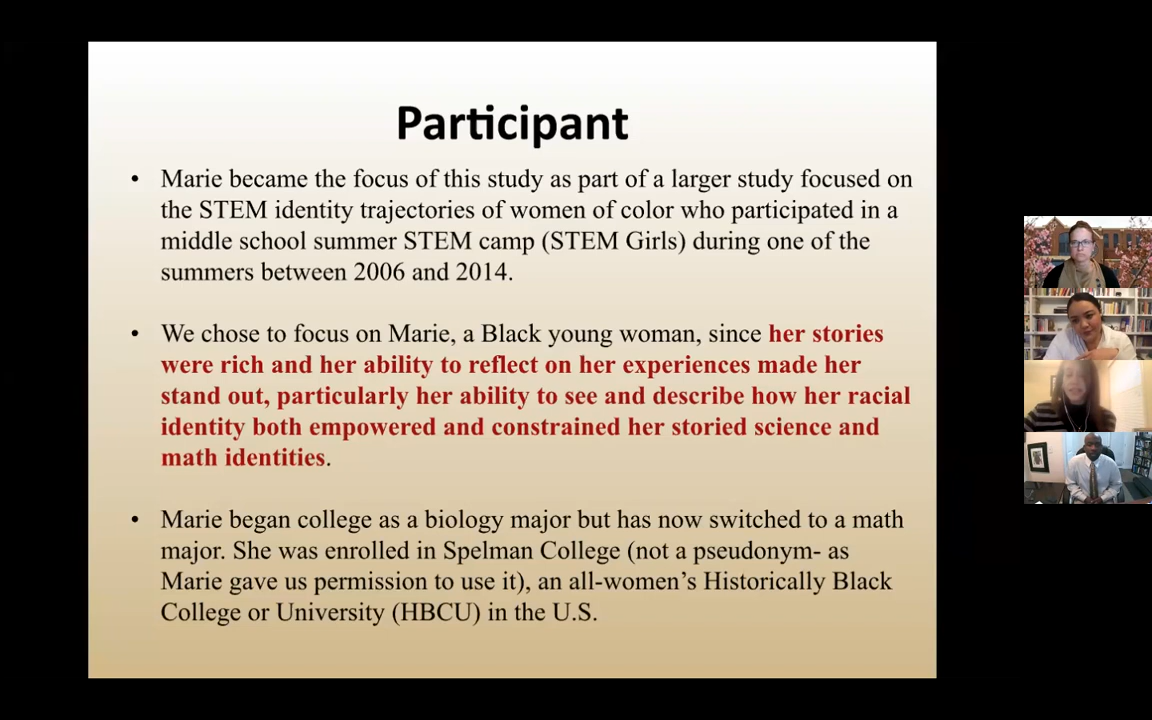 Participant
• Marie became the focus of this study as part of a larger study focused on
the STEM identity trajectories of women of color who participated in a
middle school summer STEM camp (STEM Girls) during one of the
summers between 2006 and 2014.
• We chose to focus on Marie, a Black young woman, since her stories
were rich and her ability to reflect on her experiences made her
stand out, particularly her ability to see and describe how her racial
identity both empowered and constrained her storied science and
math identities.
• Marie began college as a biology major but has now switched to a math
major. She was enrolled in Spelman College (not a pseudonym- as
Marie gave us permission to use it), an all-women’s Historically Black
College or University (HBCU) in the U.S.